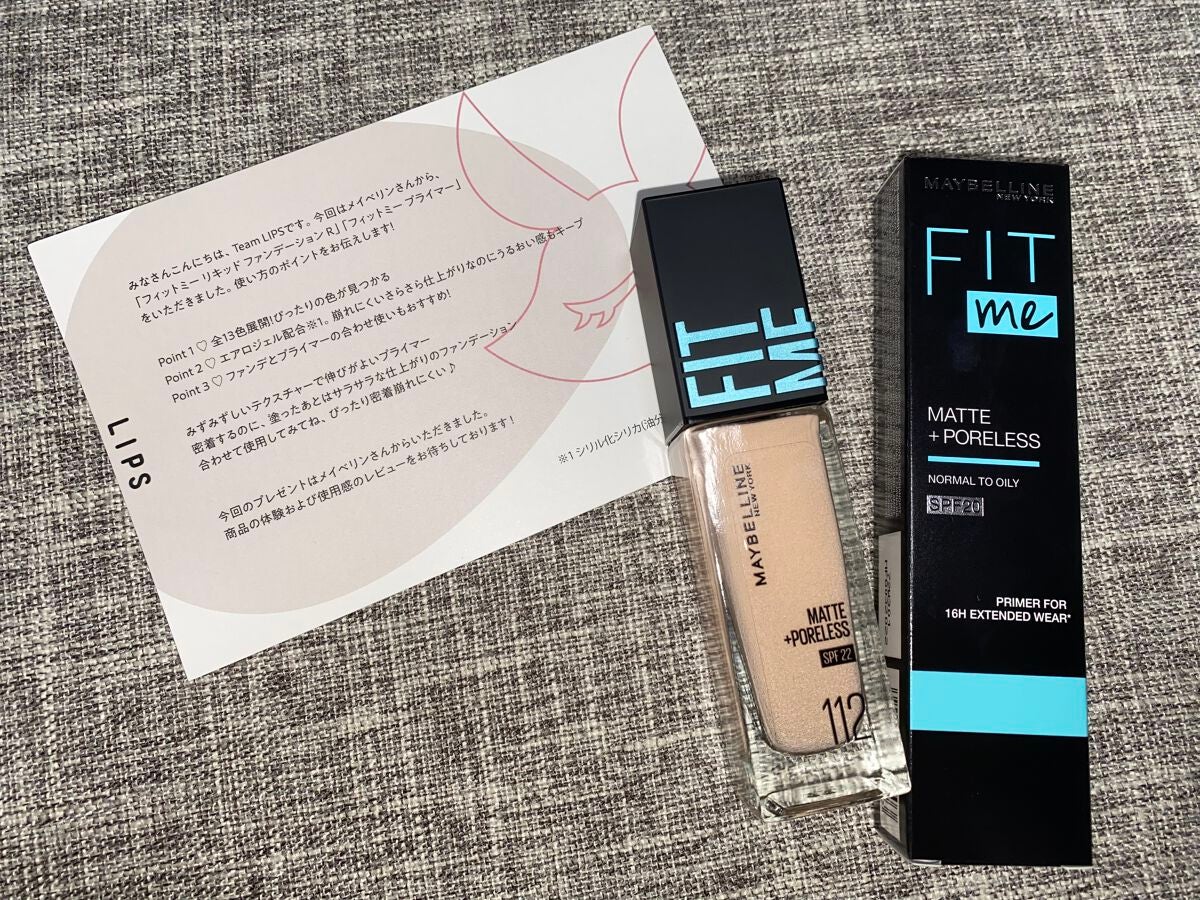 みなさんこんにちは、Team LIPSです。今回はメイベリンさんから、
「フィットミー リキッド ファンデーション R」「フィットミー プライマー」
をいただきました。使い方のポイントをお伝えします!
Point 1 ♡ 全13色展開!ぴったりの色が見つかる
Point 2 ♡ エアロジェル配合※1。崩れにくいさらさら仕上がりなのにうるおい感もキープ
Point 3 ♡ ファンデとプライマーの合わせ使いもおすすめ!
みずみずしいテクスチャーで伸びがよいプライマー
密着するのに、塗ったあとはサラサラな仕上がりのファンデーション
合わせて使用してみてね、ぴったり密着崩れにくい♪
今回のプレゼントはメイベリンさんからいただきました。
商品の体験および使用感のレビューをお待ちしております!
※1 シリル化シリカ(油分
LIPS
FIT
ME
MAYBELLINE
NEW YORK
MATTE
+PORELESS
SPF 22
112
MAYBELLINE
NEW YORK
FIT
me
MATTE
+PORELESS
NORMAL TO OILY
SPF20
PRIMER FOR
16H EXTENDED WEAR*